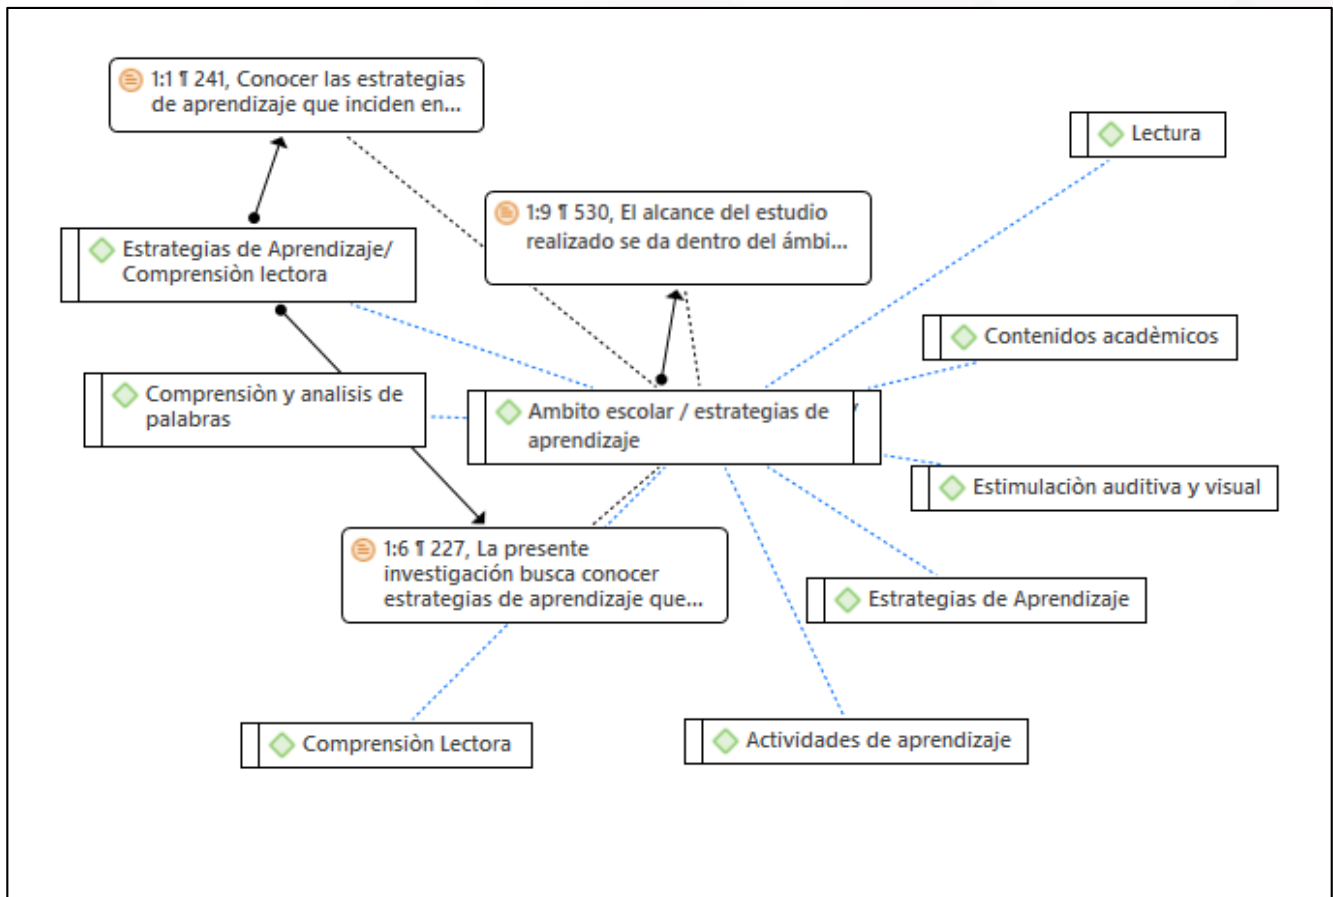 1:1 ¶ 241, Conocer las estrategias
de aprendizaje que inciden en...
Lectura
1:9 ¶ 530, El alcance del estudio
realizado se da dentro del ámbi...
Estrategias de Aprendizaje/
Comprensiòn lectora
Contenidos acadèmicos
Comprensiòn y analisis de
palabras
Ambito escolar / estrategias de
aprendizaje
/
Estimulaciòn auditiva y visual
1:6 ¶ 227, La presente
investigación busca conocer
estrategias de aprendizaje que...
Estrategias de Aprendizaje
Comprensiòn Lectora
Actividades de aprendizaje